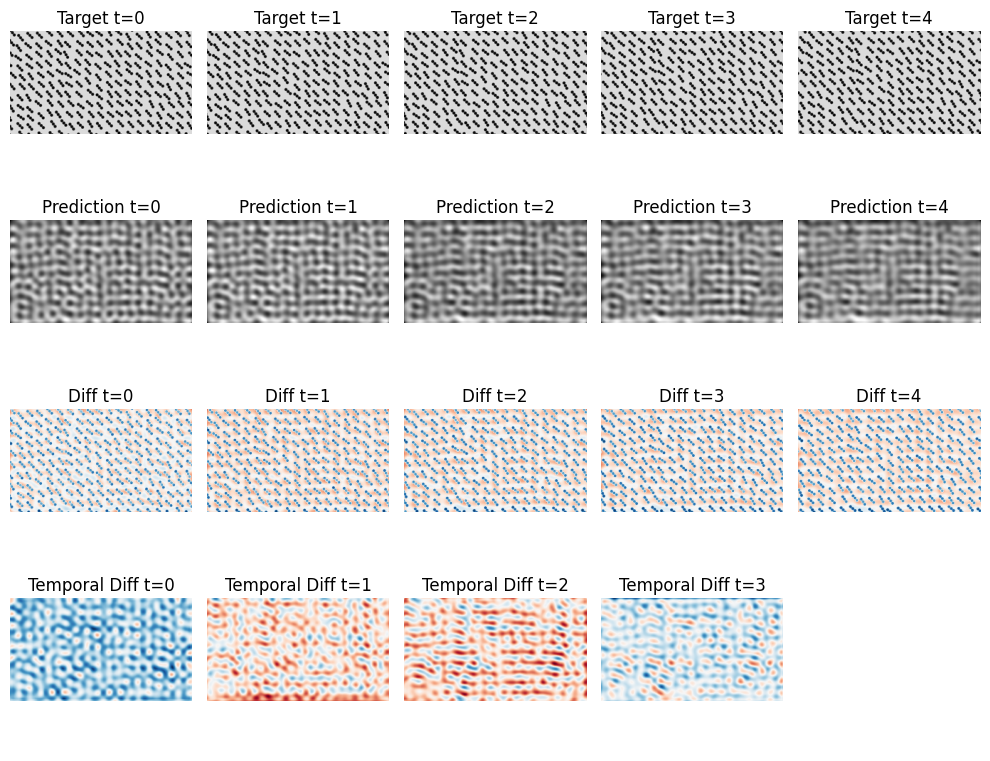 Target t=0 Target t=1 Target t=2 Target t=3 Target t=4
Prediction t=0 Prediction t=1 Prediction t=2 Prediction t=3 Prediction t=4
Diff t=0 Diff t=1 Diff t=2 Diff t=3 Diff t=4
Temporal Diff t=0 Temporal Diff t=1 Temporal Diff t=2 Temporal Diff t=3